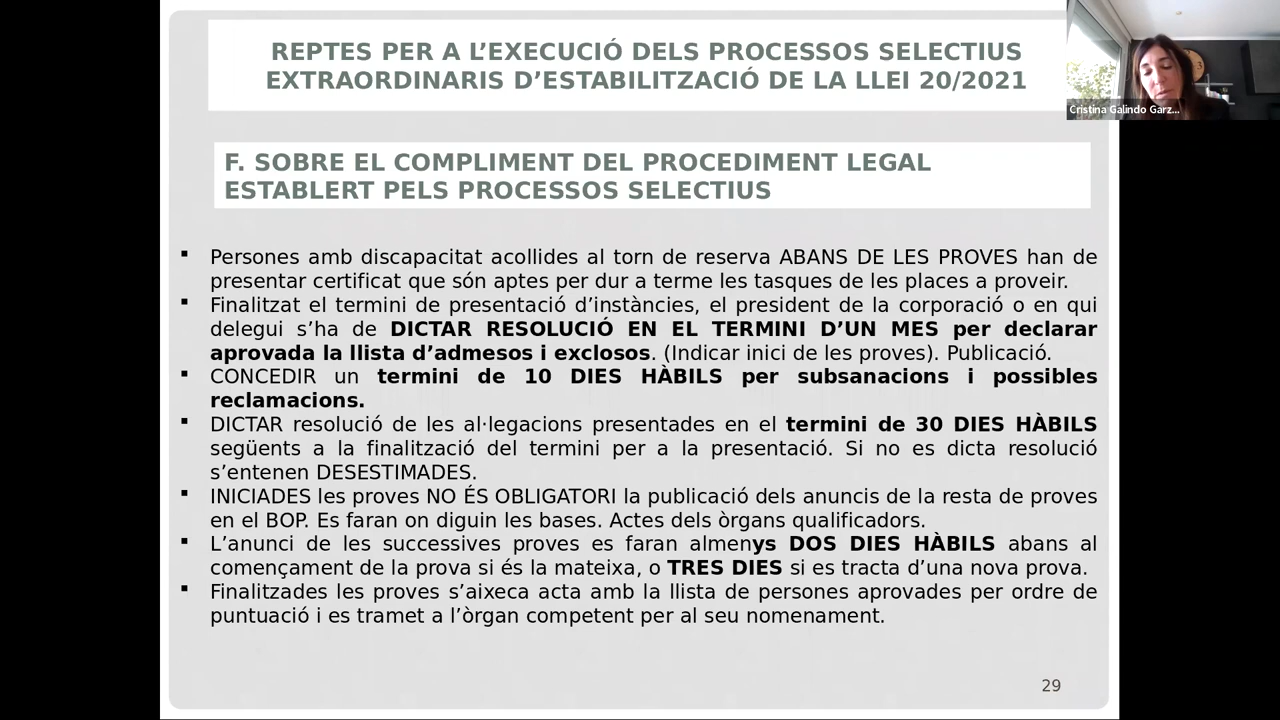 REPTES PER A L’EXECUCIÓ DELS PROCESSOS SELECTIUS
EXTRAORDINARIS D’ESTABILITZACIÓ DE LA LLEI 20/2021
Cristina Galindo Garz...
F. SOBRE EL COMPLIMENT DEL PROCEDIMENT LEGAL
ESTABLERT PELS PROCESSOS SELECTIUS
▪ Persones amb discapacitat acollides al torn de reserva ABANS DE LES PROVES han de
presentar certificat que són aptes per dur a terme les tasques de les places a proveir.
▪ Finalitzat el termini de presentació d’instàncies, el president de la corporació o en qui
delegui s’ha de DICTAR RESOLUCIÓ EN EL TERMINI D’UN MES per declarar
aprovada la llista d’admesos i exclosos. (Indicar inici de les proves). Publicació.
▪ CONCEDIR un termini de 10 DIES HÀBILS per subsanacions i possibles
reclamacions.
▪ DICTAR resolució de les al·legacions presentades en el termini de 30 DIES HÀBILS
següents a la finalització del termini per a la presentació. Si no es dicta resolució
s’entenen DESESTIMADES.
▪ INICIADES les proves NO ÉS OBLIGATORI la publicació dels anuncis de la resta de proves
en el BOP. Es faran on diguin les bases. Actes dels òrgans qualificadors.
▪ L’anunci de les successives proves es faran almenys DOS DIES HÀBILS abans al
començament de la prova si és la mateixa, o TRES DIES si es tracta d’una nova prova.
▪ Finalitzades les proves s’aixeca acta amb la llista de persones aprovades per ordre de
puntuació i es tramet a l’òrgan competent per al seu nomenament.
29